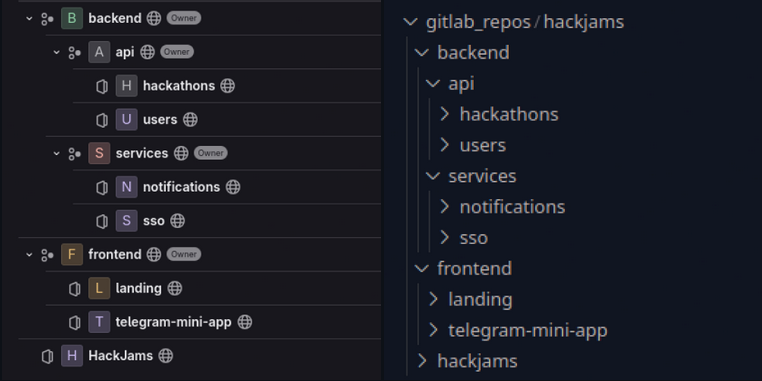 B backend Owner
A api Owner
H hackathons
U users
S services Owner
N notifications
S sso
F frontend Owner
L landing
T telegram-mini-app
H HackJams
gitlab_repos / hackjams
backend
api
hackathons
users
services
notifications
sso
frontend
landing
telegram-mini-app
hackjams